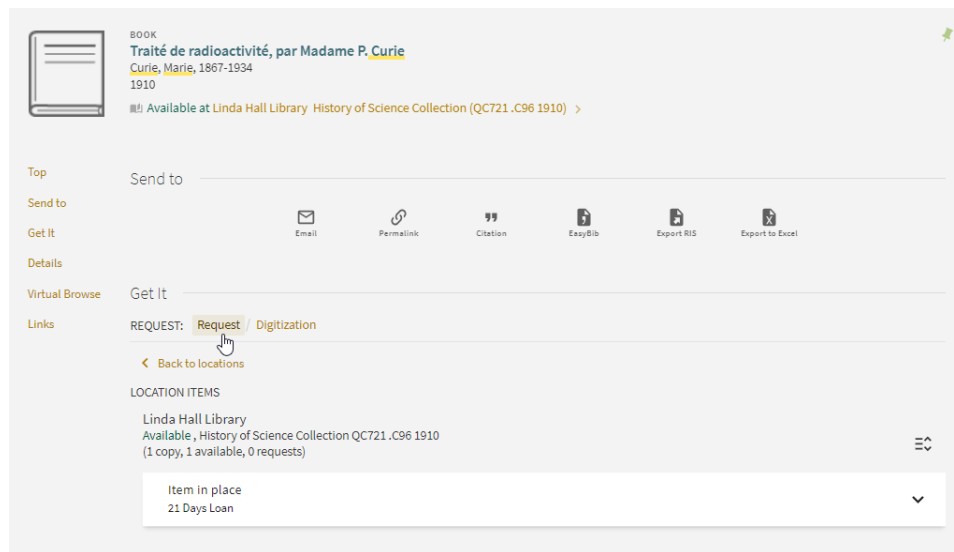 BOOK
Traité de radioactivité, par Madame P. Curie
Curie, Marie, 1867-1934
1910
Available at Linda Hall Library History of Science Collection (QC721 .C96 1910) >
Top
Send to
Get It
Details
Virtual Browse
Links
Send to
Email
Permalink
Citation
EasyBib
Export RIS
Export to Excel
Get It
REQUEST: Request / Digitization
< Back to locations
LOCATION ITEMS
Linda Hall Library
Available , History of Science Collection QC721 .C96 1910
(1 copy, 1 available, 0 requests)
Item in place
21 Days Loan